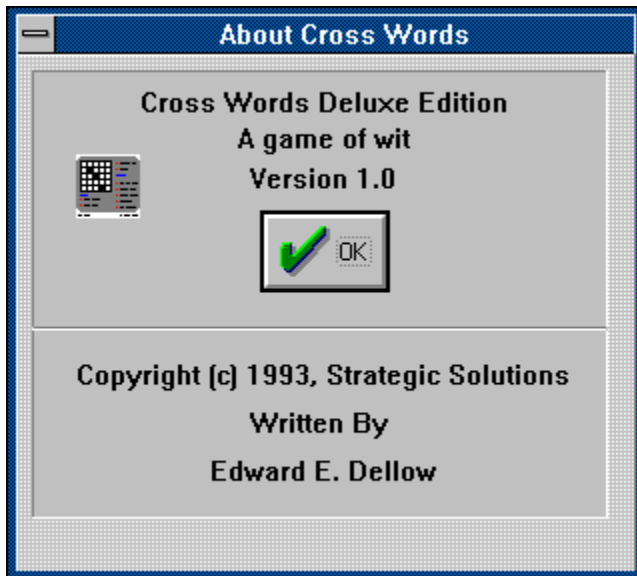 About Cross Words
Cross Words Deluxe Edition
A game of wit
Version 1.0
OK
Copyright (c) 1993, Strategic Solutions
Written By
Edward E. Dellow